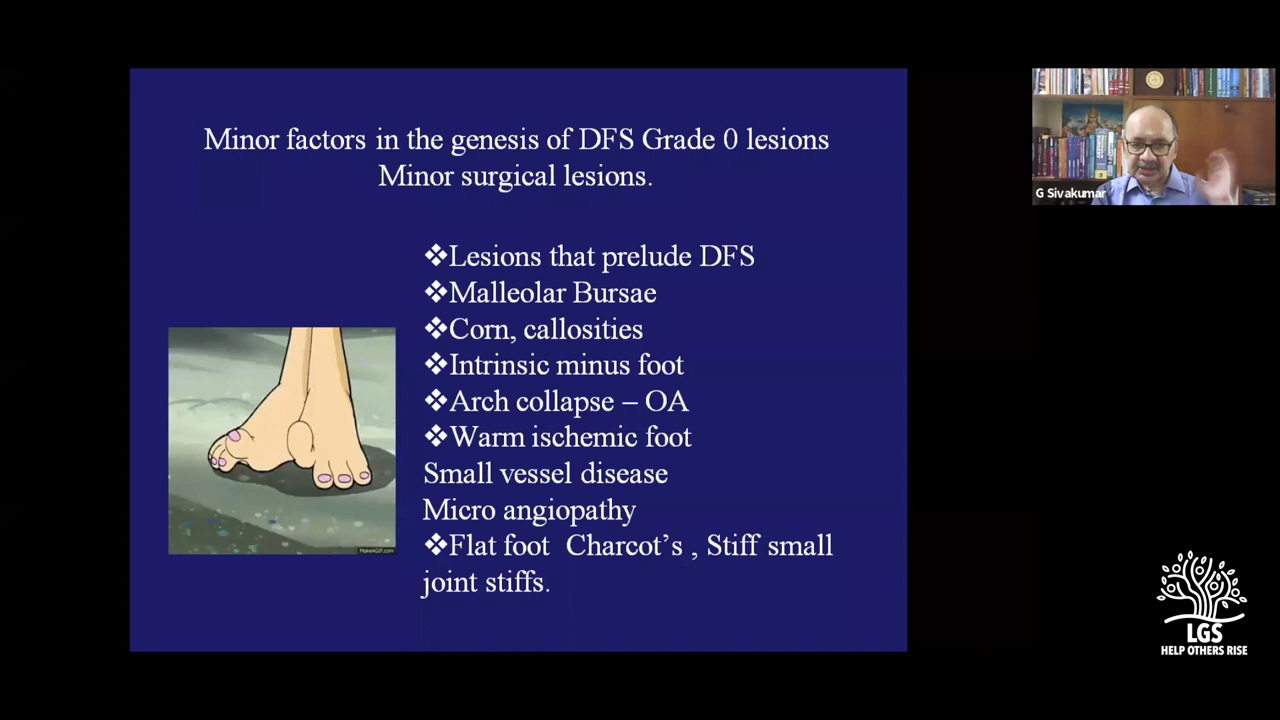 Minor factors in the genesis of DFS Grade 0 lesions
Minor surgical lesions.
❖Lesions that prelude DFS
❖Malleolar Bursae
❖Corn, callosities
❖Intrinsic minus foot
❖Arch collapse – OA
❖Warm ischemic foot
Small vessel disease
Micro angiopathy
❖Flat foot Charcot’s , Stiff small
joint stiffs.
MakeAGIF.com
G Sivakumar
LGS
HELP OTHERS RISE